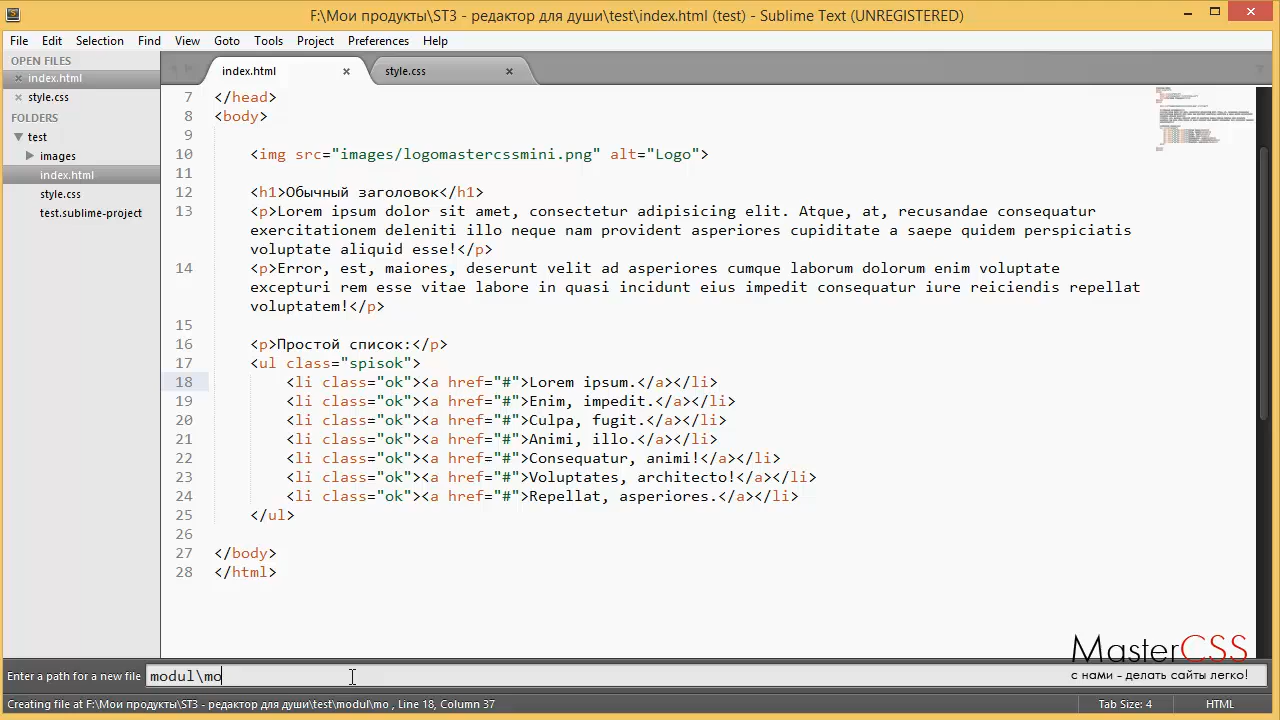 F:\Мои продукты\ST3 - редактор для души\test\index.html (test) - Sublime Text (UNREGISTERED)
File Edit Selection Find View Goto Tools Project Preferences Help
OPEN FILES
index.html
style.css
FOLDERS
test
images
index.html
style.css
test.sublime-project
index.html
style.css
7 </head>
8 <body>
9
10 <img src="images/logomastercssmini.png" alt="Logo">
11
12 <h1>Обычный заголовок</h1>
13 <p>Lorem ipsum dolor sit amet, consectetur adipisicing elit. Atque, at, recusandae consequatur
exercitationem deleniti illo neque nam provident asperiores cupiditate a saepe quidem perspiciatis
voluptate aliquid esse!</p>
14 <p>Error, est, maiores, deserunt velit ad asperiores cumque laborum dolorum enim voluptate
excepturi rem esse vitae labore in quasi incidunt eius impedit consequatur iure reiciendis repellat
voluptatem!</p>
15
16 <p>Простой список:</p>
17 <ul class="spisok">
18 <li class="ok"><a href="#">Lorem ipsum.</a></li>
19 <li class="ok"><a href="#">Enim, impedit.</a></li>
20 <li class="ok"><a href="#">Culpa, fugit.</a></li>
21 <li class="ok"><a href="#">Animi, illo.</a></li>
22 <li class="ok"><a href="#">Consequatur, animi!</a></li>
23 <li class="ok"><a href="#">Voluptates, architecto!</a></li>
24 <li class="ok"><a href="#">Repellat, asperiores.</a></li>
25 </ul>
26
27 </body>
28 </html>
MasterCSS
с нами - делать сайты легко!
Enter a path for a new file modul\mo
Creating file at F:\Мои продукты\ST3 - редактор для души\test\modul\mo , Line 18, Column 37
Tab Size: 4
HTML